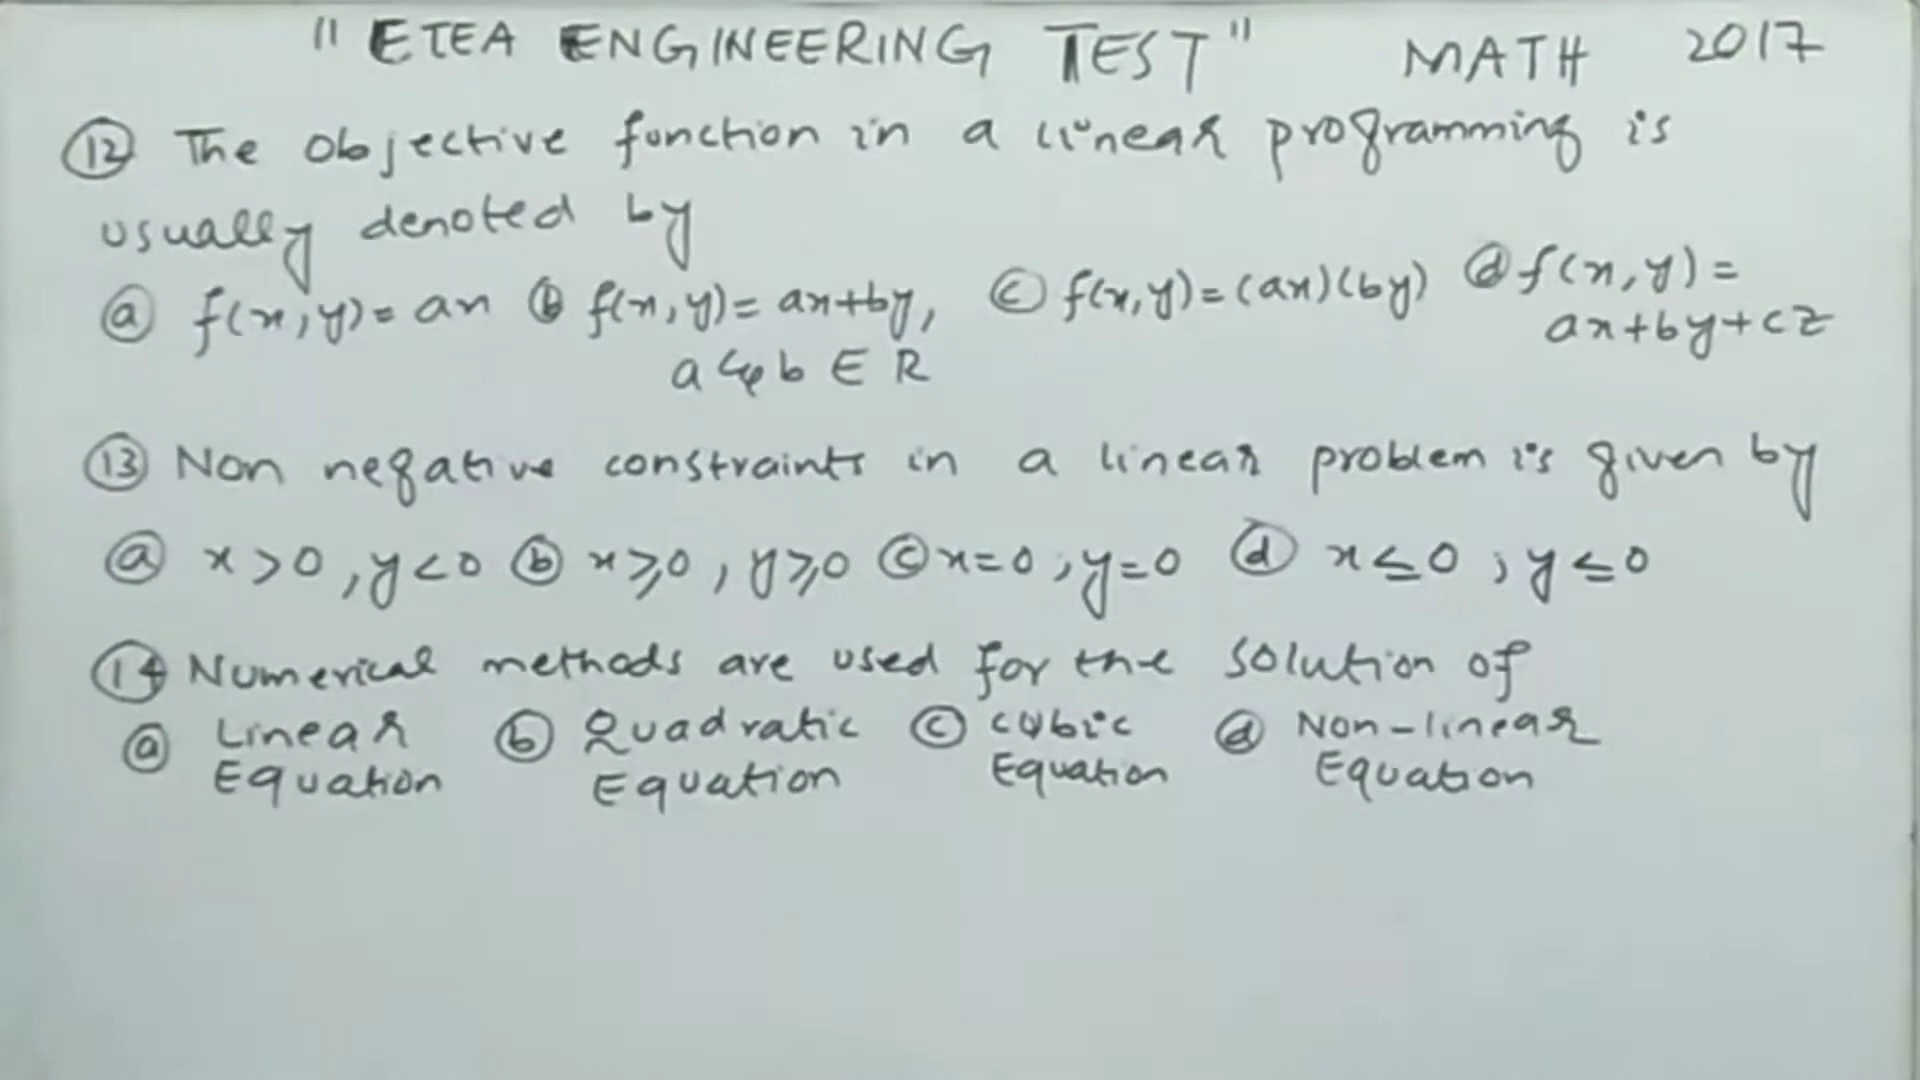 "ETEA ENGINEERING TEST" MATH 2017
(12) The objective function in a linear programming is
usually denoted by
(a) f(x,y)= ax (b) f(x,y)= ax+by, (c) f(x,y)=(ax)(by) (d) f(x,y)=
a & b ∈ R ax+by+cz
(13) Non negative constraints in a linear problem is given by
(a) x>0, y<0 (b) x≥0, y≥0 (c) x=0, y=0 (d) x≤0, y≤0
(14) Numerical methods are used for the solution of
(a) Linear (b) Quadratic (c) cubic (d) Non-linear
Equation Equation Equation Equation